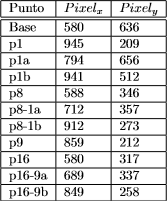 Punto Pixel_x Pixel_y
Base 580 636
p1 945 209
p1a 794 656
p1b 941 512
p8 588 346
p8-1a 712 357
p8-1b 912 273
p9 859 212
p16 580 317
p16-9a 689 337
p16-9b 849 258